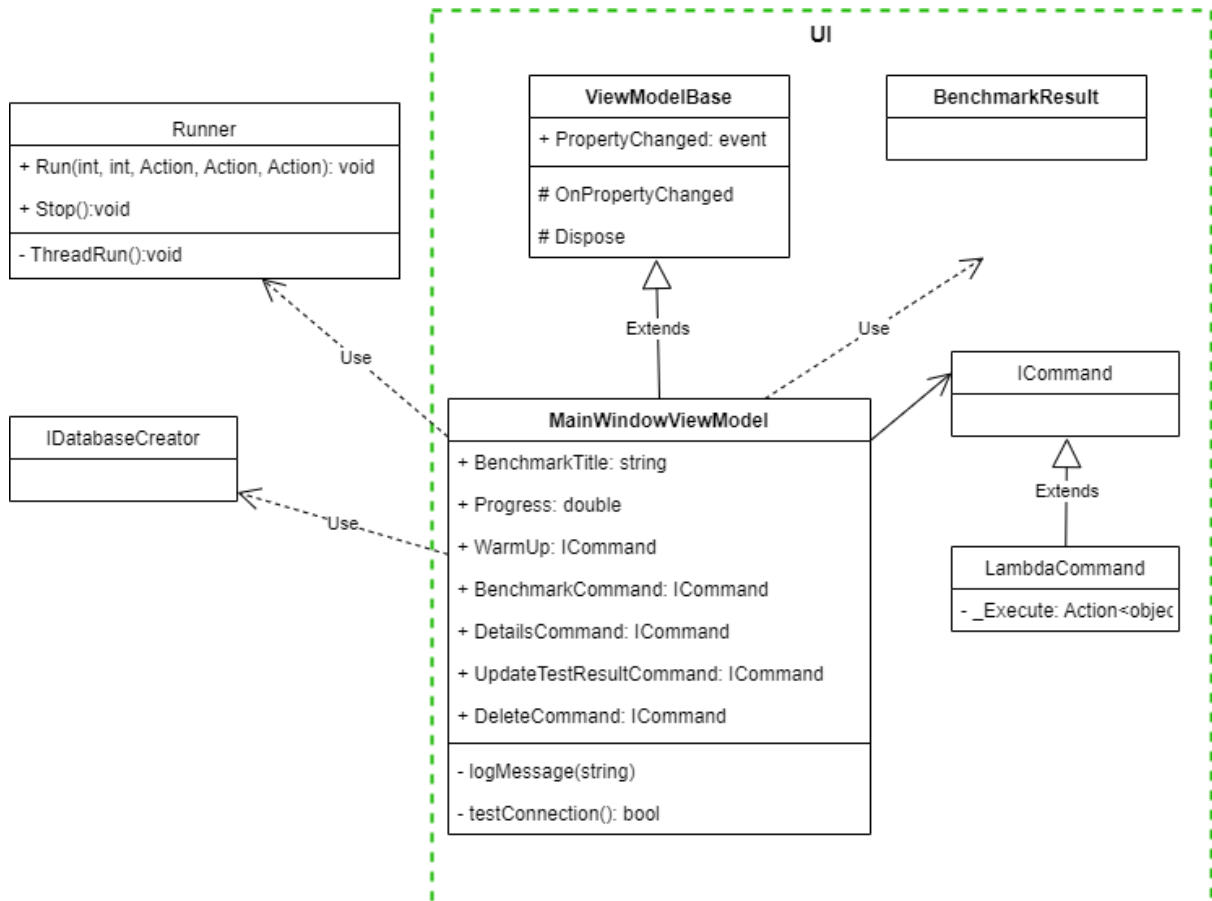 UI
ViewModelBase
+ PropertyChanged: event
# OnPropertyChanged
# Dispose
BenchmarkResult
Runner
+ Run(int, int, Action, Action, Action): void
+ Stop():void
- ThreadRun():void
Extends
Use
Use
ICommand
Extends
LambdaCommand
- _Execute: Action<objec
IDatabaseCreator
Use
MainWindowViewModel
+ BenchmarkTitle: string
+ Progress: double
+ WarmUp: ICommand
+ BenchmarkCommand: ICommand
+ DetailsCommand: ICommand
+ UpdateTestResultCommand: ICommand
+ DeleteCommand: ICommand
- logMessage(string)
- testConnection(): bool